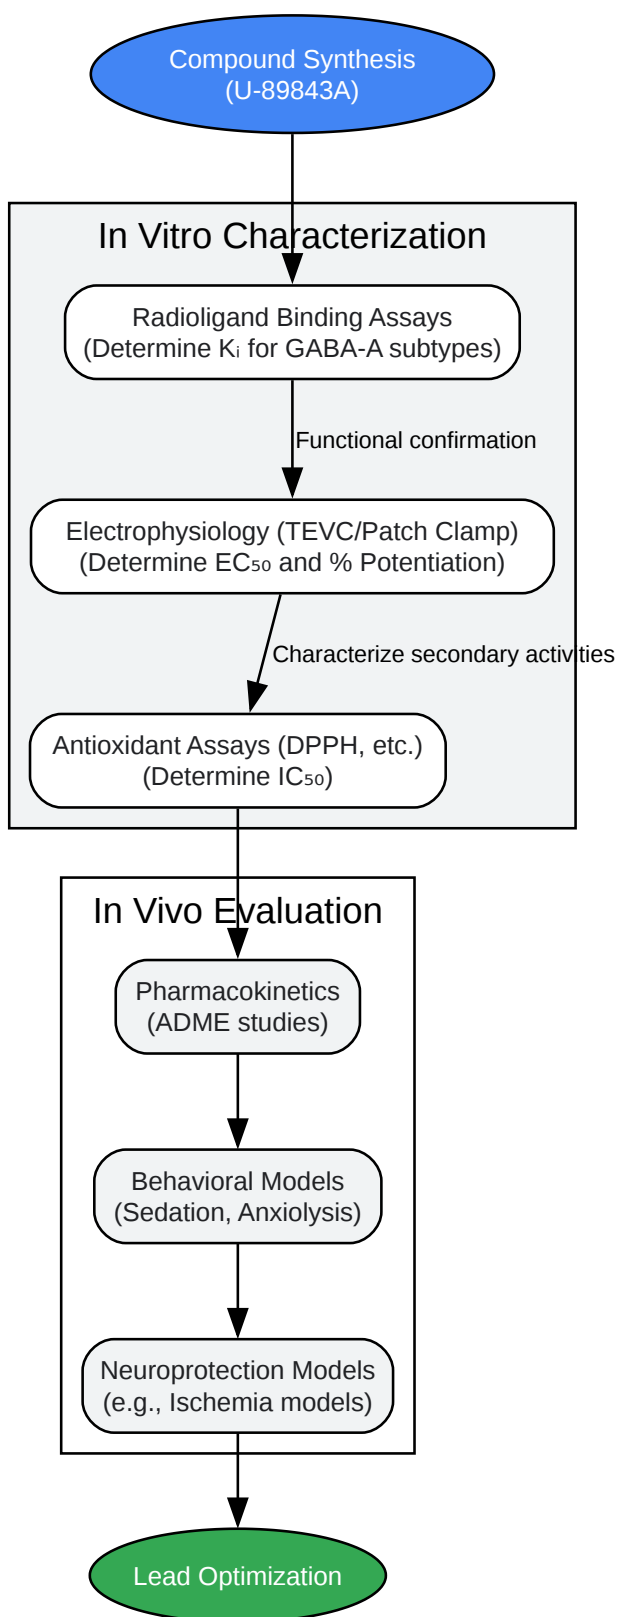 Compound Synthesis
(U-89843A)
In Vitro Characterization
Radioligand Binding Assays
(Determine Kᵢ for GABA-A subtypes)
Functional confirmation
Electrophysiology (TEVC/Patch Clamp)
(Determine EC₅₀ and % Potentiation)
Characterize secondary activities
Antioxidant Assays (DPPH, etc.)
(Determine IC₅₀)
In Vivo Evaluation
Pharmacokinetics
(ADME studies)
Behavioral Models
(Sedation, Anxiolysis)
Neuroprotection Models
(e.g., Ischemia models)
Lead Optimization